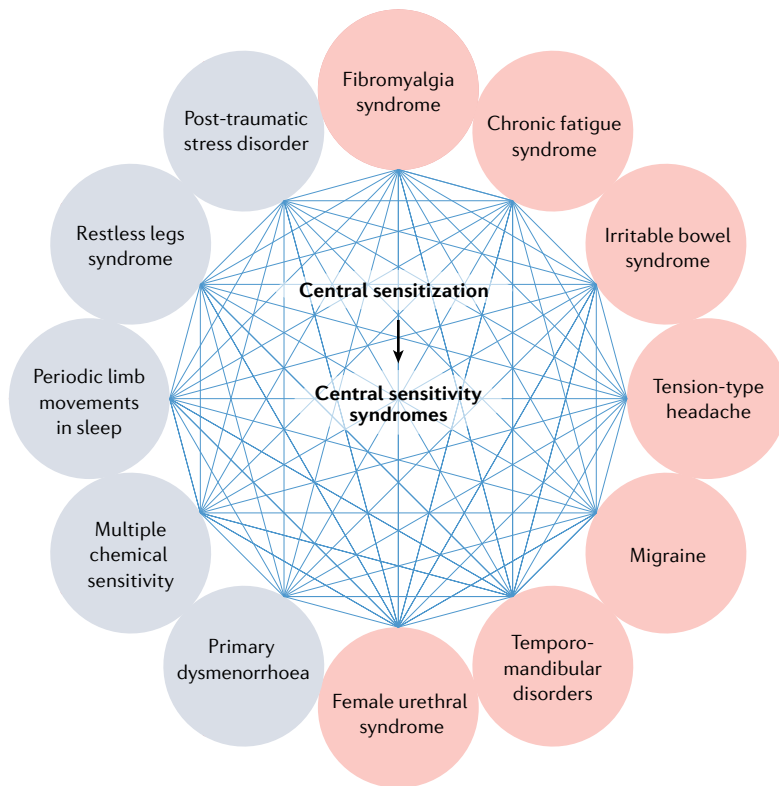 Fibromyalgia
syndrome
Chronic fatigue
syndrome
Irritable bowel
syndrome
Tension-type
headache
Migraine
Temporo-
mandibular
disorders
Female urethral
syndrome
Primary
dysmenorrhoea
Multiple
chemical
sensitivity
Periodic limb
movements
in sleep
Restless legs
syndrome
Post-traumatic
stress disorder
Central sensitization
Central sensitivity
syndromes